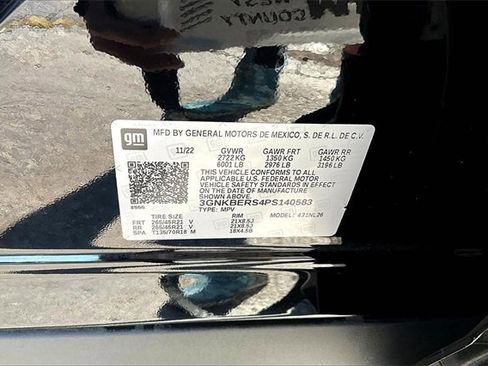 gm
MFD BY GENERAL MOTORS DE MEXICO, S. DE R.L. DE C.V.
11/22 GVWR GAWR FRT GAWR RR
2722 KG 1350 KG 1450 KG
6001 LB 2976 LB 3196 LB
THIS VEHICLE CONFORMS TO ALL
APPLICABLE U.S. FEDERAL MOTOR
VEHICLE SAFETY STANDARDS IN
EFFECT ON THE DATE OF
MANUFACTURE SHOWN ABOVE.
3GNKBERS4PS140583
TYPE: MPV MODEL: 431NL26
TIRE SIZE RIM
FRT 265/45R21 V 21X8.5J
RR 265/45R21 V 21X8.5J
SPA T135/70R18 M 18X4.5B